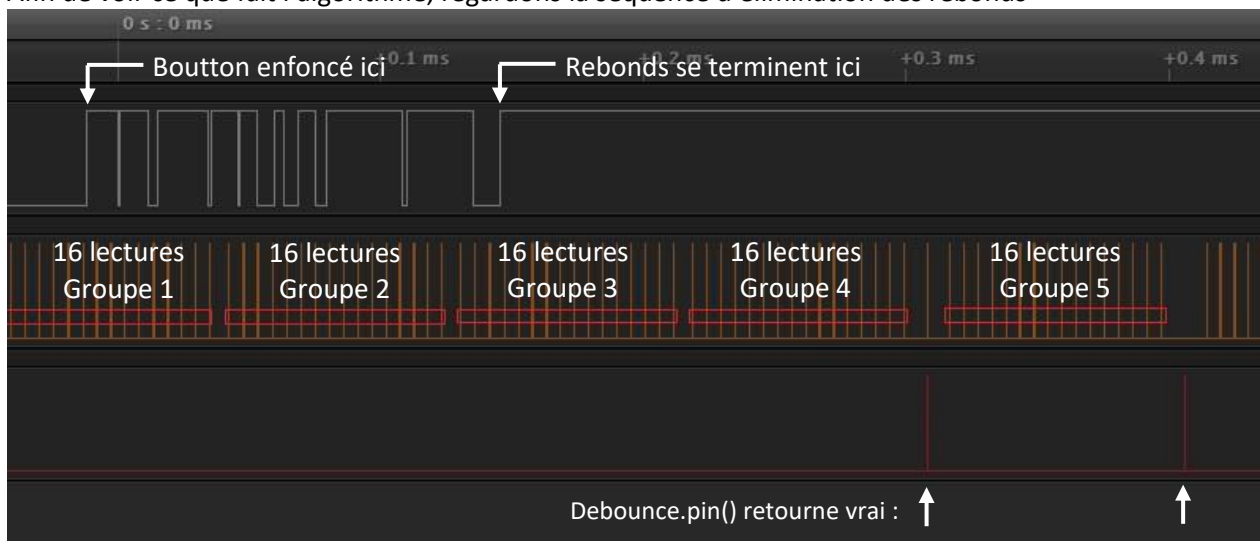 Afin de voir ce que fait l'algorithme, regardons la séquence d'élimination des rebonds
0 s : 0 ms
+0.1 ms +0.2 ms +0.3 ms +0.4 ms
Boutton enfoncé ici Rebonds se terminent ici
16 lectures 16 lectures 16 lectures 16 lectures 16 lectures
Groupe 1 Groupe 2 Groupe 3 Groupe 4 Groupe 5
Debounce.pin() retourne vrai :